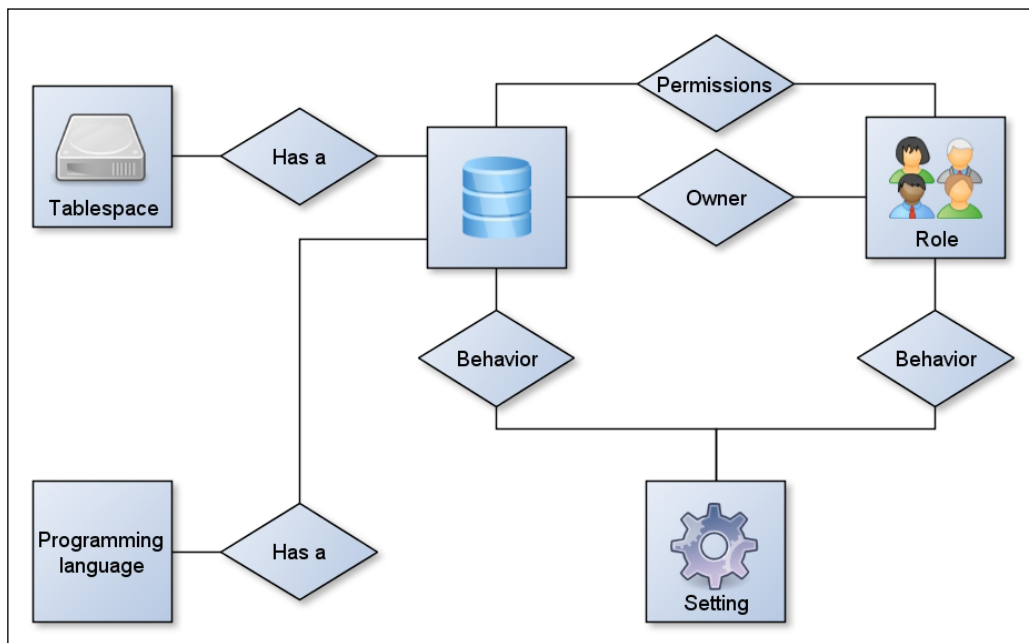 Permissions
Tablespace
Has a
Owner
Role
Behavior
Behavior
Programming
language
Has a
Setting